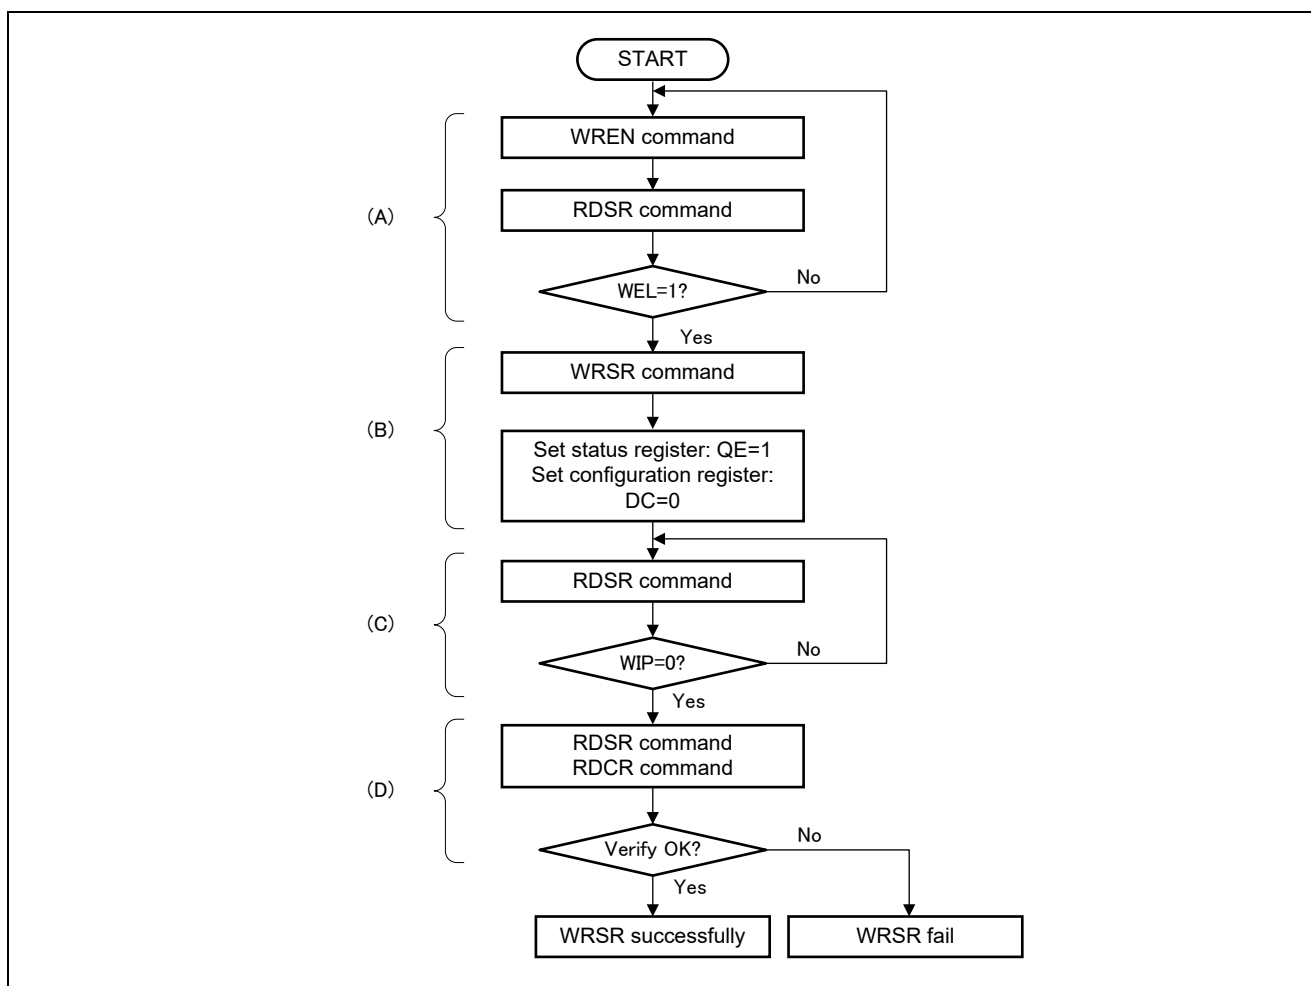 START
WREN command
(A)
RDSR command
WEL=1?
No
Yes
WRSR command
(B)
Set status register: QE=1
Set configuration register:
DC=0
RDSR command
(C)
WIP=0?
No
Yes
RDSR command
RDCR command
(D)
Verify OK?
No
Yes
WRSR successfully
WRSR fail